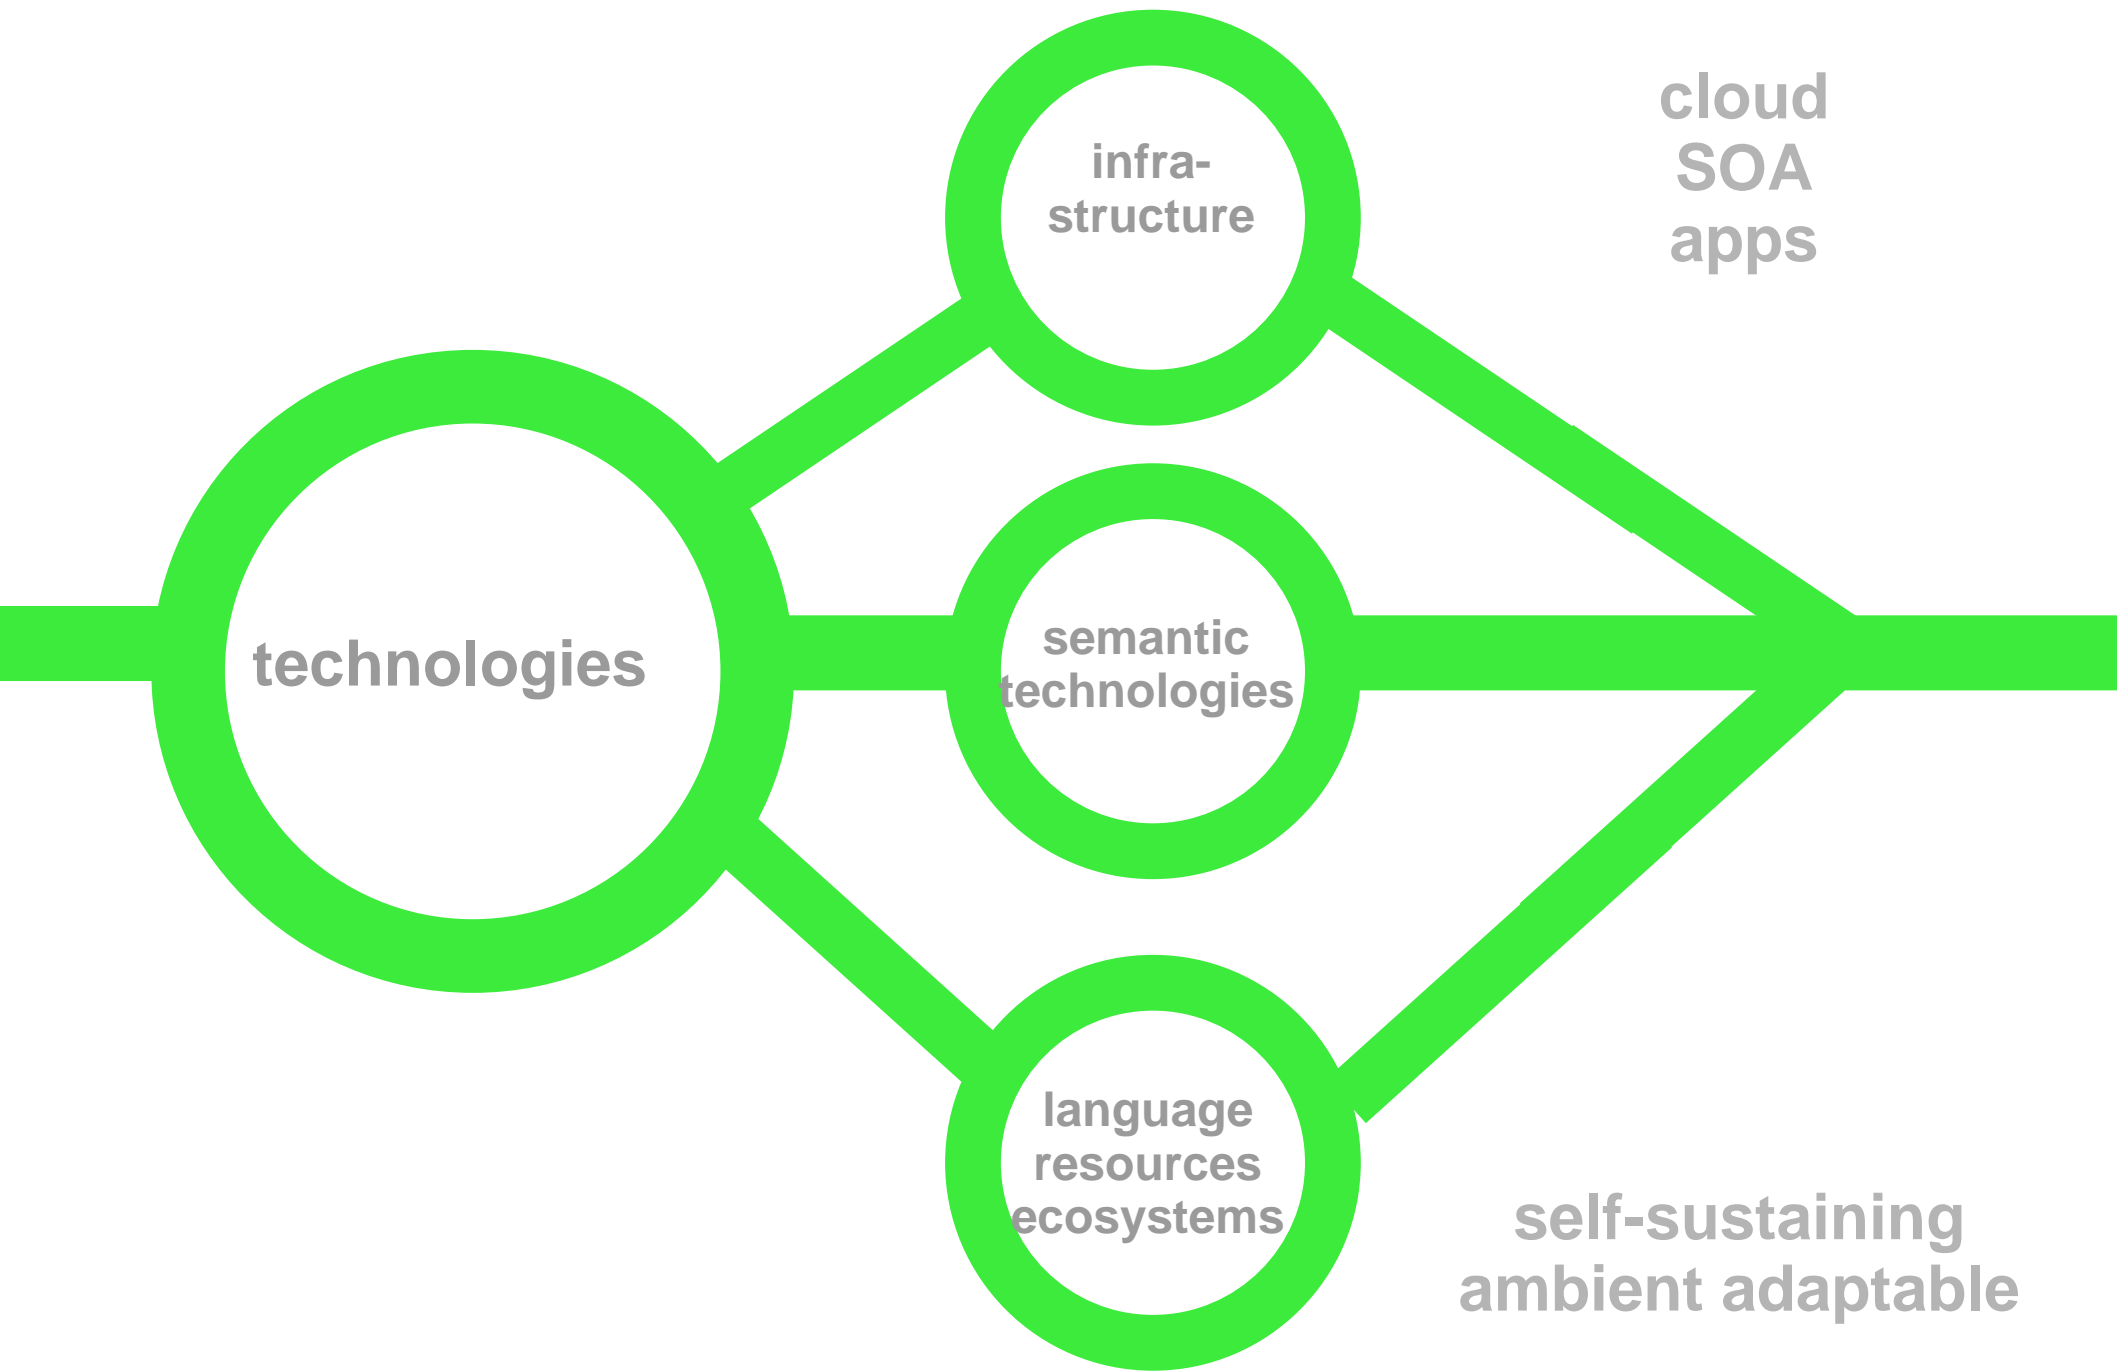 infra-
structure
cloud
SOA
apps
technologies
semantic
technologies
language
resources
ecosystems
self-sustaining
ambient adaptable